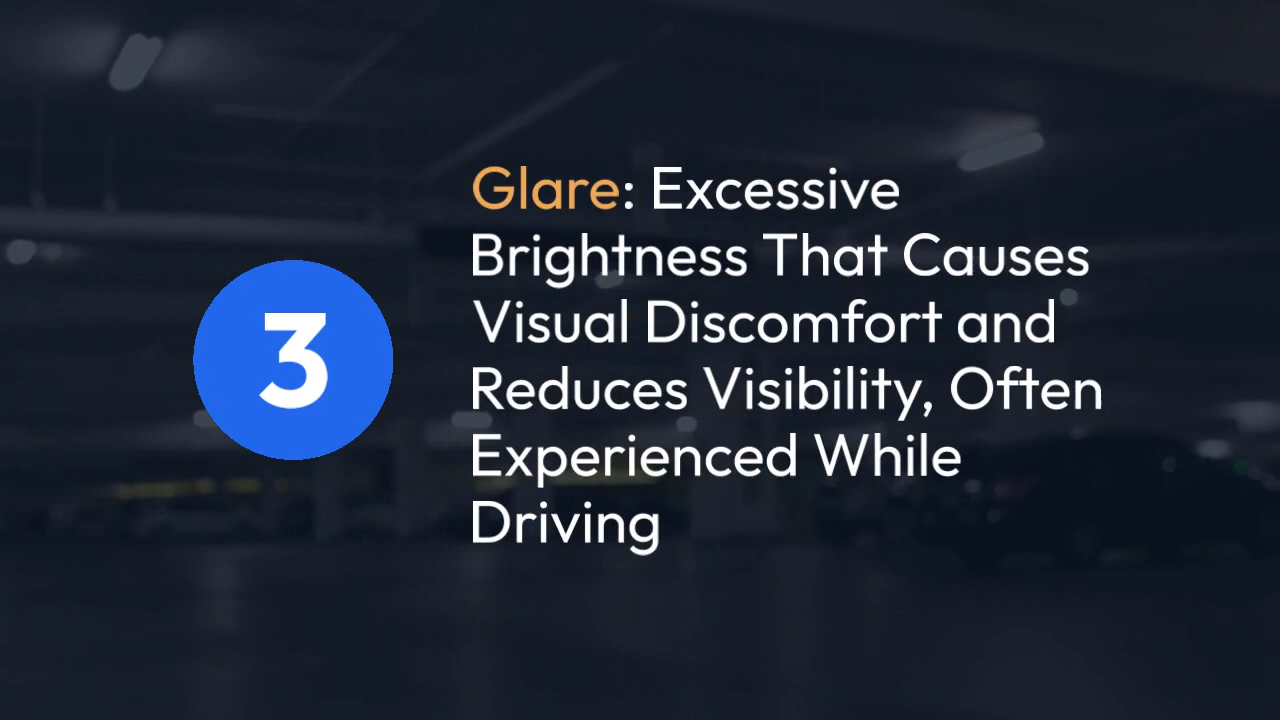 3
Glare: Excessive
Brightness That Causes
Visual Discomfort and
Reduces Visibility, Often
Experienced While
Driving